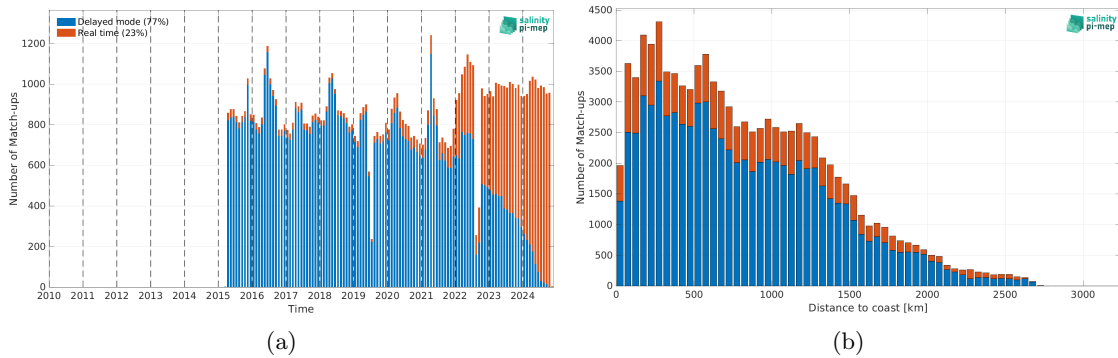 Delayed mode (77%)
Real time (23%)
salinity
pi-mep
Number of Match-ups
1200
1000
800
600
400
200
0
2010 2011 2012 2013 2014 2015 2016 2017 2018 2019 2020 2021 2022 2023 2024
Time
(a)
salinity
pi-mep
Number of Match-ups
4500
4000
3500
3000
2500
2000
1500
1000
500
0
0 500 1000 1500 2000 2500 3000
Distance to coast [km]
(b)